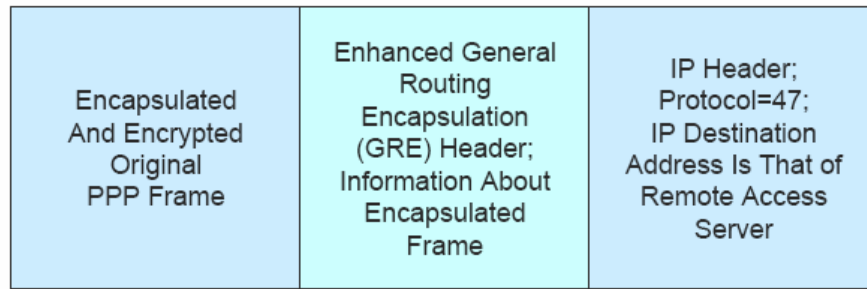 Encapsulated
And Encrypted
Original
PPP Frame
Enhanced General
Routing
Encapsulation
(GRE) Header;
Information About
Encapsulated
Frame
IP Header;
Protocol=47;
IP Destination
Address Is That of
Remote Access
Server